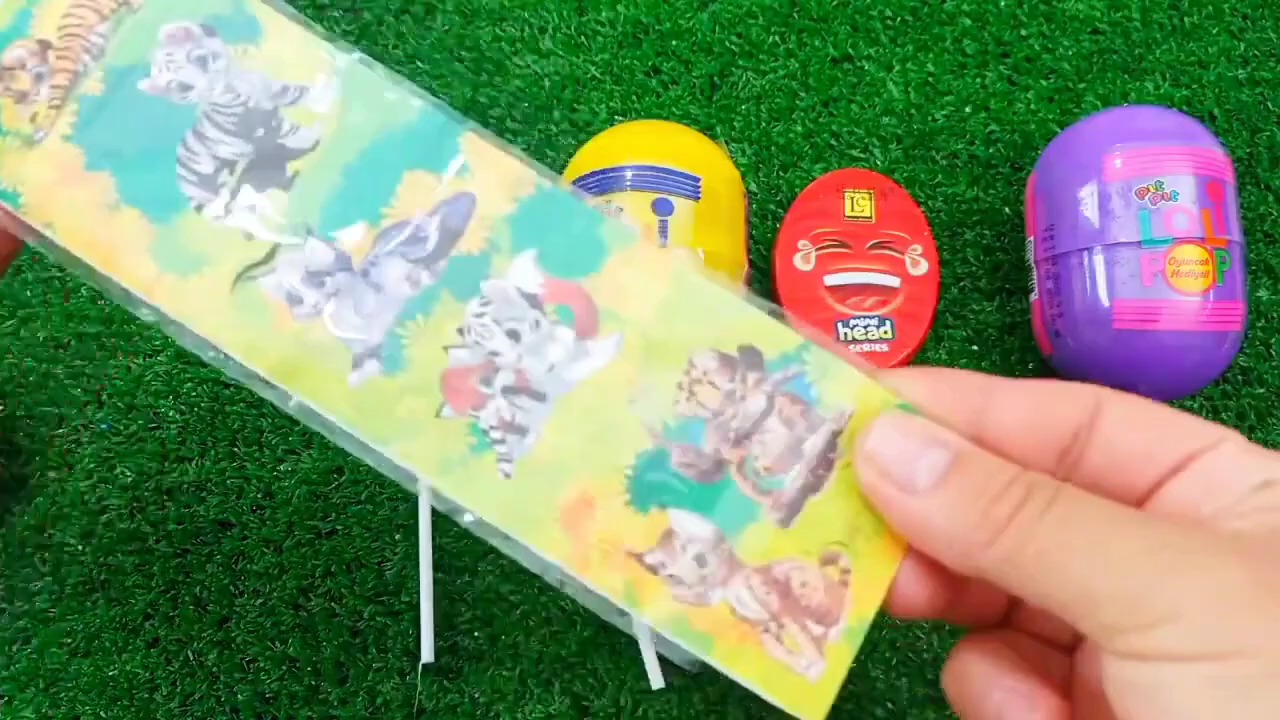 LC
mini
head
SERIES
Pit
Pit
LOLI
POP
Oyuncak
Hediyeli